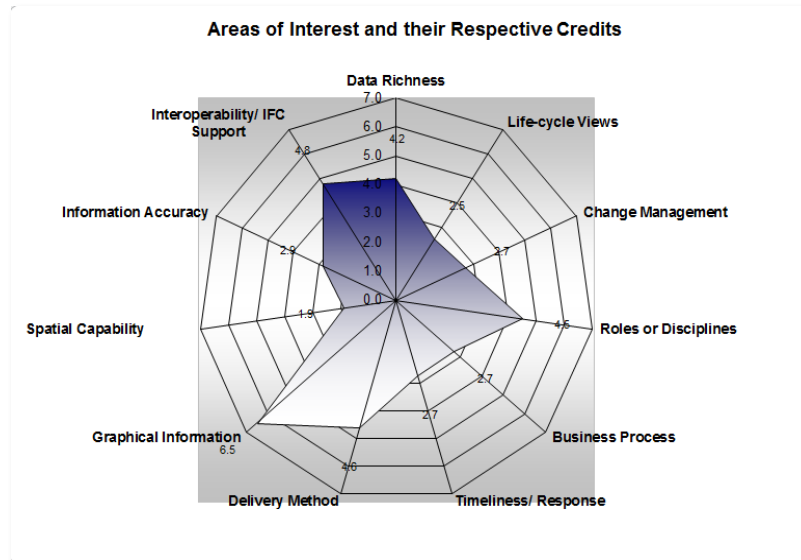 Areas of Interest and their Respective Credits
Data Richness
7.0
Interoperability/ IFC
Support
Life-cycle Views
6.0
4.2
4.8
5.0
4.0
Information Accuracy
2.5
Change Management
3.0
2.9
2.7
2.0
1.0
0.0
Spatial Capability
1.9
4.5
Roles or Disciplines
2.7
2.7
Graphical Information
Business Process
6.5
4.6
Delivery Method
Timeliness/ Response